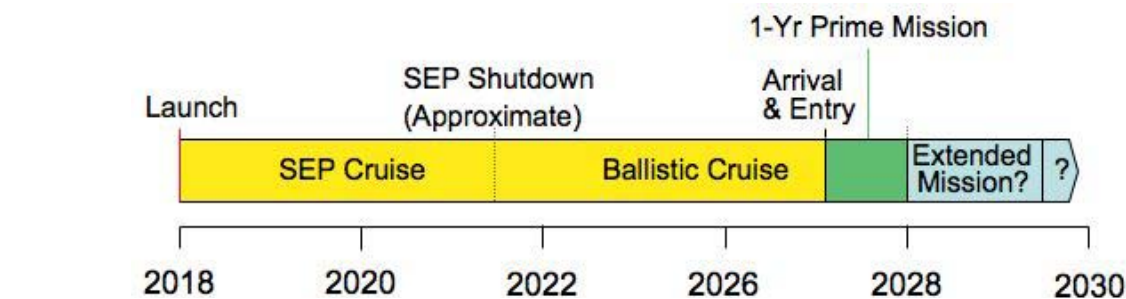 1-Yr Prime Mission
SEP Shutdown
(Approximate)
Arrival
& Entry
Launch
SEP Cruise
Ballistic Cruise
Extended
Mission?
?
2018
2020
2022
2026
2028
2030